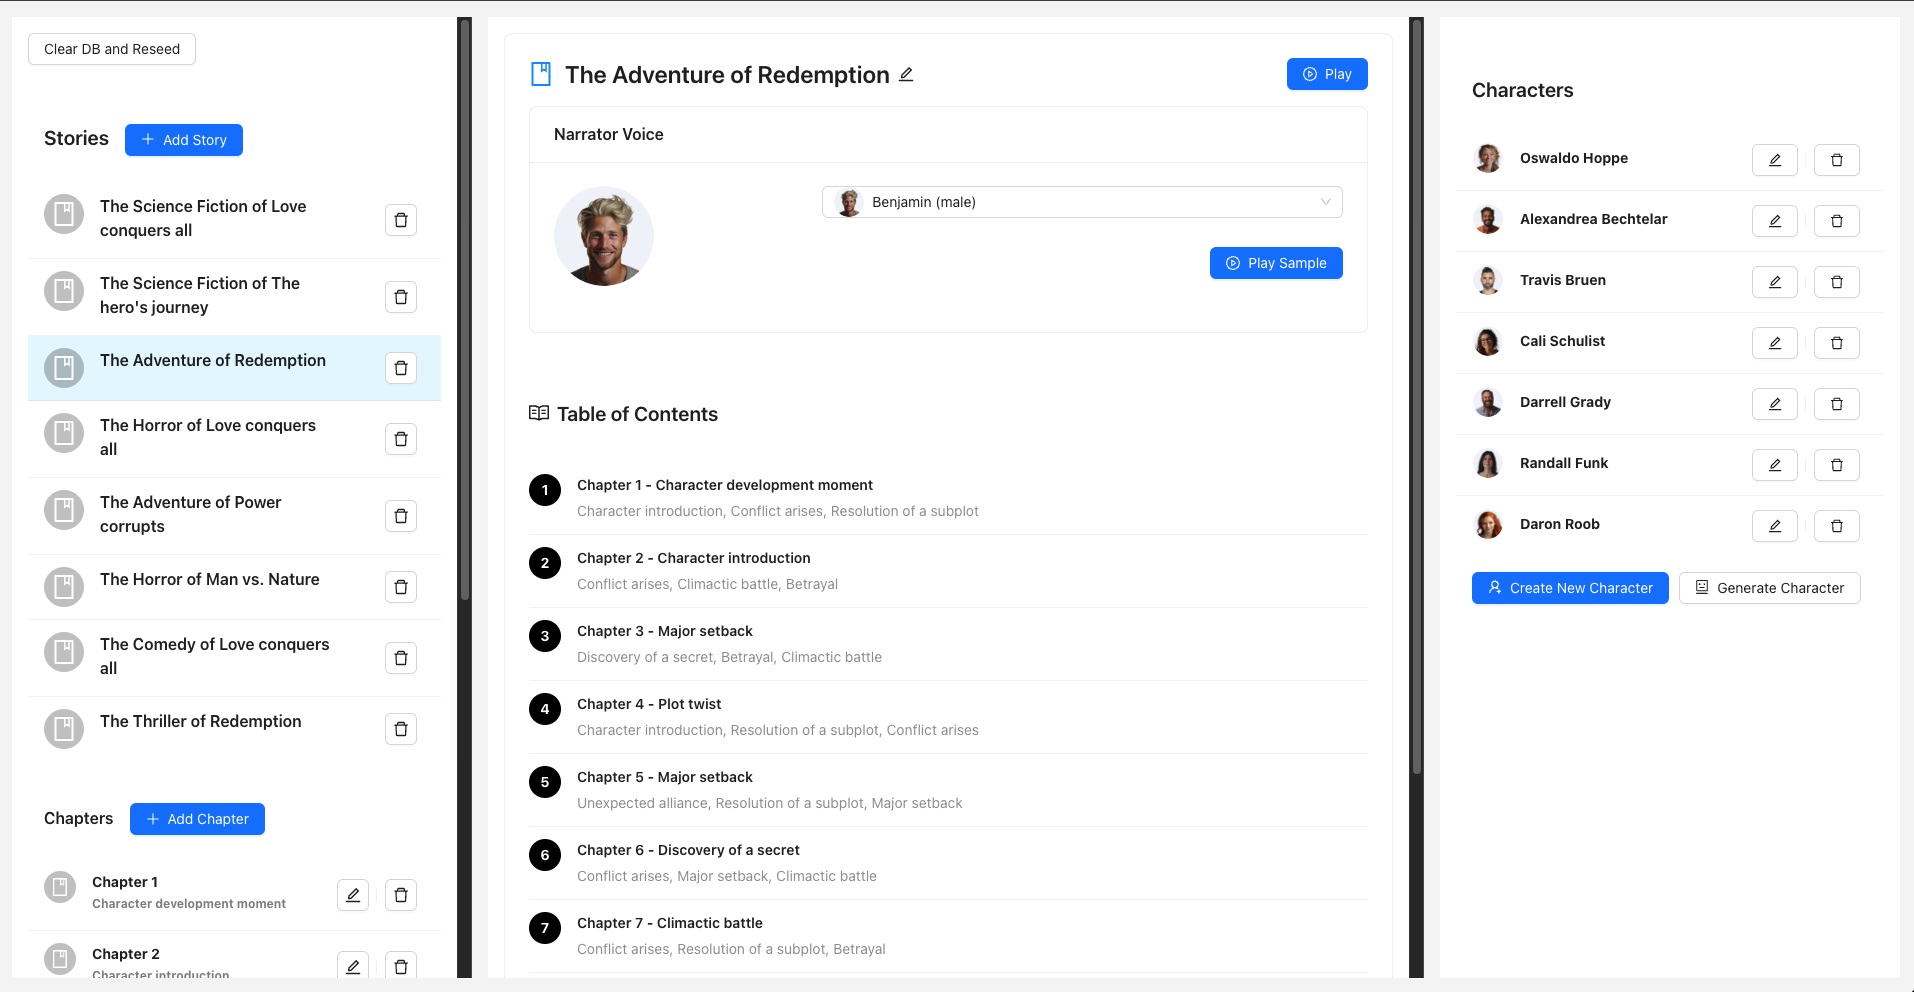 Clear DB and Reseed
Stories
Add Story
The Science Fiction of Love
conquers all
The Science Fiction of The
hero's journey
The Adventure of Redemption
The Horror of Love conquers
all
The Adventure of Power
corrupts
The Horror of Man vs. Nature
The Comedy of Love conquers
all
The Thriller of Redemption
Chapters
Add Chapter
Chapter 1
Character development moment
Chapter 2
Character introduction
The Adventure of Redemption
Play
Narrator Voice
Benjamin (male)
Play Sample
Table of Contents
1
Chapter 1 - Character development moment
Character introduction, Conflict arises, Resolution of a subplot
2
Chapter 2 - Character introduction
Conflict arises, Climactic battle, Betrayal
3
Chapter 3 - Major setback
Discovery of a secret, Betrayal, Climactic battle
4
Chapter 4 - Plot twist
Character introduction, Resolution of a subplot, Conflict arises
5
Chapter 5 - Major setback
Unexpected alliance, Resolution of a subplot, Major setback
6
Chapter 6 - Discovery of a secret
Conflict arises, Major setback, Climactic battle
7
Chapter 7 - Climactic battle
Conflict arises, Resolution of a subplot, Betrayal
Characters
Oswaldo Hoppe
Alexandrea Bechtelar
Travis Bruen
Cali Schulist
Darrell Grady
Randall Funk
Daron Roob
Create New Character
Generate Character